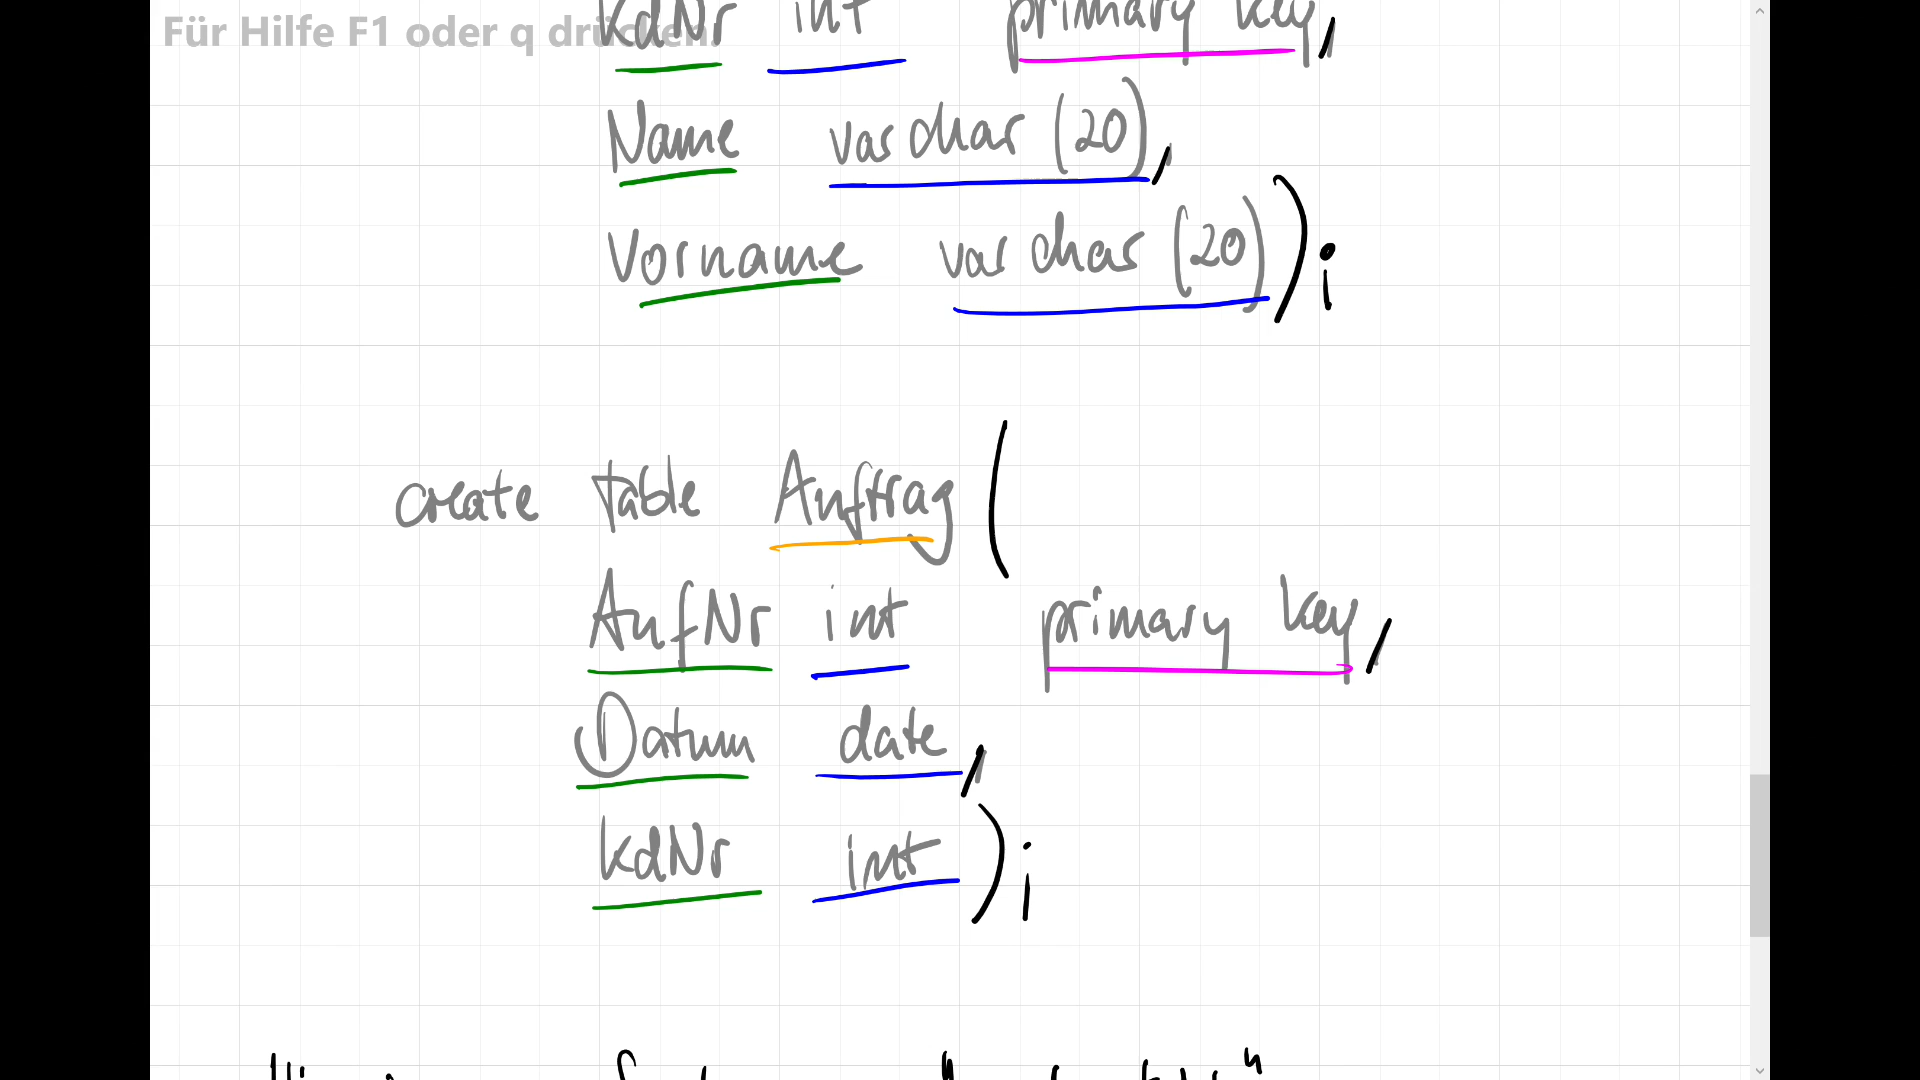 Für Hilfe F1 oder q drücken.
KdNr int primary key,
Name varchar (20),
Vorname varchar (20));
create table Auftrag (
AufNr int primary key,
Datum date,
KdNr int);